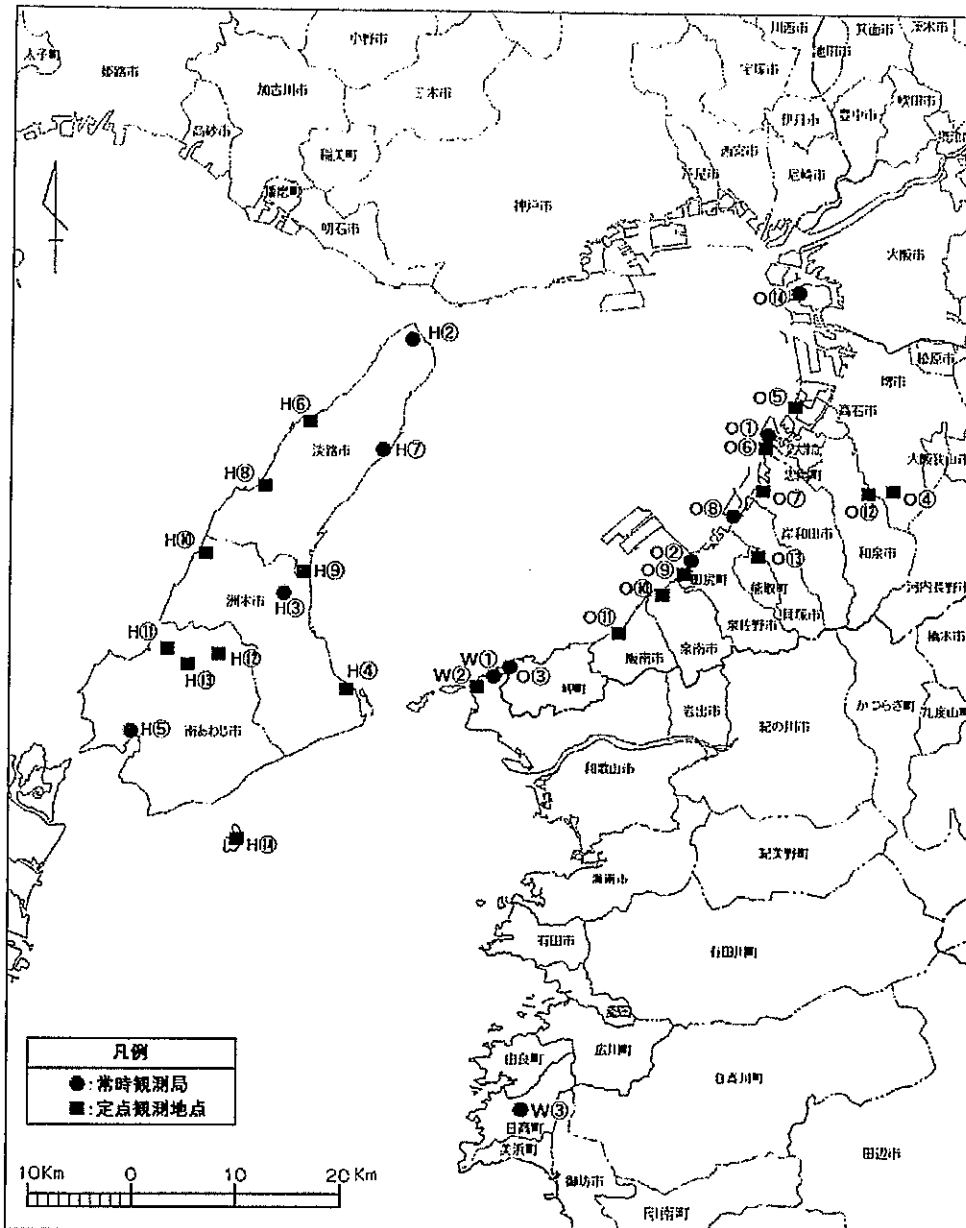 小野市
川西市
箕面市
茨木市
太子町
姫路市
加古川市
三木市
宝塚市
池田市
伊丹市
豊中市
吹田市
高砂市
稲美町
西宮市
芦屋市
尼崎市
播磨町
明石市
神戸市
大阪市
O⑭
H②
松原市
堺市
H⑥
O⑤
高石市
淡路市
O①
H⑦
O⑥
忠岡町
大阪狭山市
H⑧
O⑦
O⑫
O④
O⑧
岸和田市
和泉市
H⑩
O②
O⑬
H⑨
O⑨
田尻町
熊取町
河内長野市
洲本市
H③
O⑩
泉佐野市
貝塚市
H⑪
O⑪
阪南市
泉南市
橋本市
H⑫
H⑬
W①
W②
O③
岬町
H④
岩出市
紀の川市
かつらぎ町
九度山町
H⑤
南あわじ市
和歌山市
H⑭
紀美野町
海南市
有田市
有田川町
湯浅町
広川町
由良町
日高川町
W③
日高町
美浜町
御坊市
印南町
田辺市
凡例
●:常時観測局
■:定点観測地点
10Km 0 10 20 Km